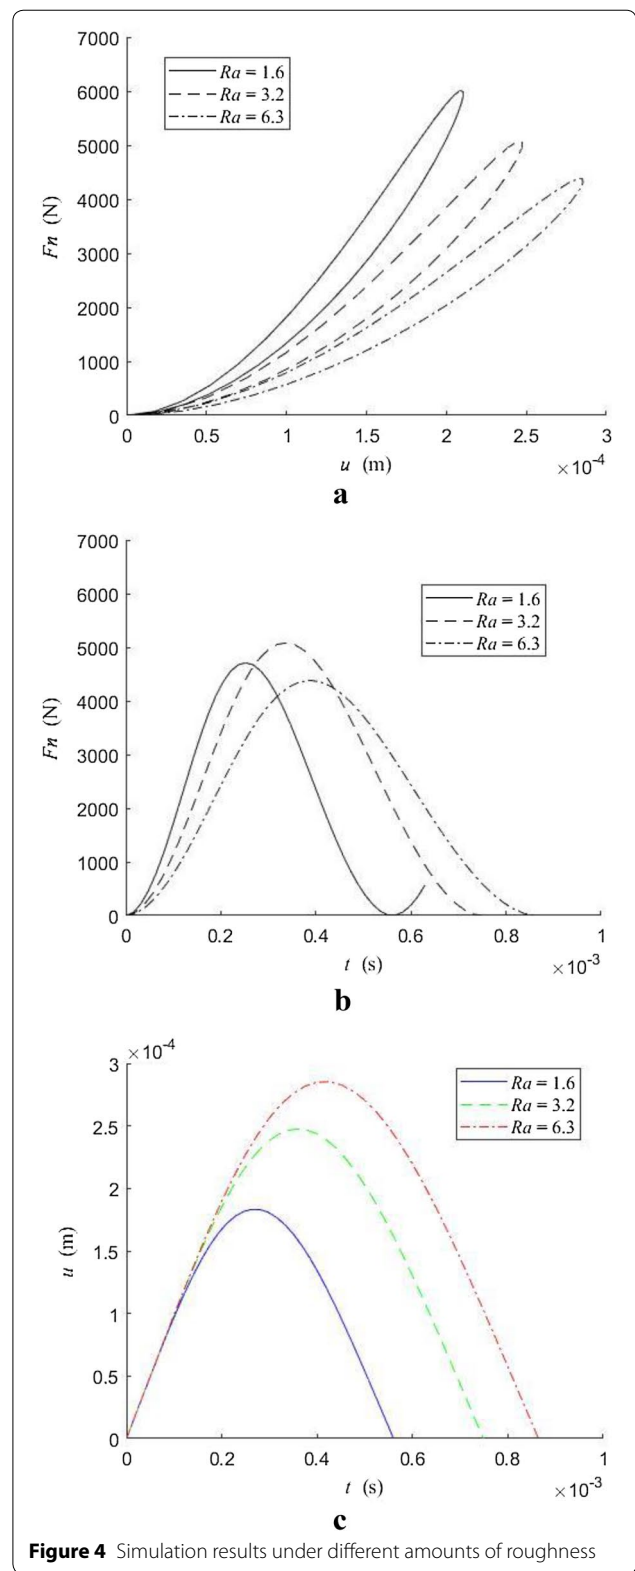 7000
6000
5000
4000
3000
2000
1000
0
Fn (N)
Ra = 1.6
Ra = 3.2
Ra = 6.3
0 0.5 1 1.5 2 2.5 3
u (m)
×10-4
a
7000
6000
5000
4000
3000
2000
1000
0
Fn (N)
Ra = 1.6
Ra = 3.2
Ra = 6.3
0 0.2 0.4 0.6 0.8 1
t (s)
×10-3
b
×10-4
3
2.5
2
1.5
1
0.5
0
u (m)
Ra = 1.6
Ra = 3.2
Ra = 6.3
0 0.2 0.4 0.6 0.8 1
t (s)
×10-3
c
Figure 4 Simulation results under different amounts of roughness